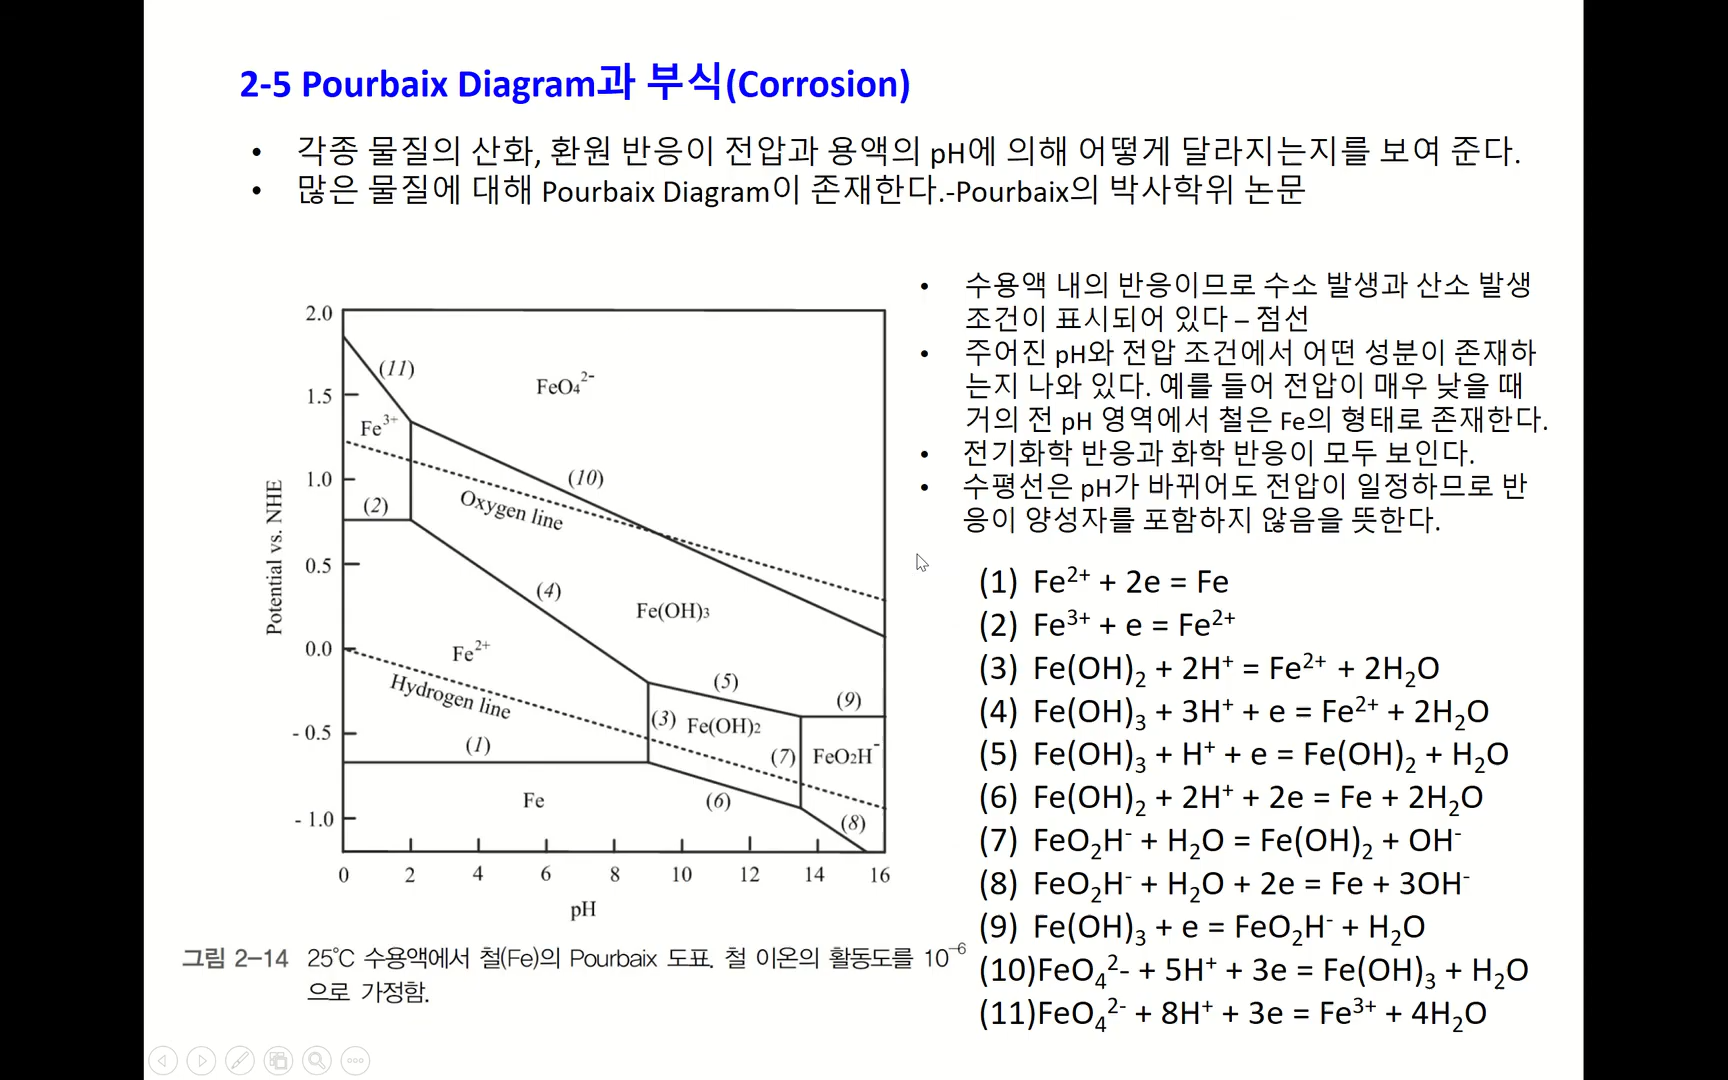 2-5 Pourbaix Diagram과 부식(Corrosion)
• 각종 물질의 산화, 환원 반응이 전압과 용액의 pH에 의해 어떻게 달라지는지를 보여 준다.
• 많은 물질에 대해 Pourbaix Diagram이 존재한다.-Pourbaix의 박사학위 논문
2.0
1.5
1.0
0.5
0.0
- 0.5
- 1.0
Potential vs. NHE
0 2 4 6 8 10 12 14 16
pH
(11)
FeO₄²⁻
Fe³⁺
(10)
Oxygen line
(2)
(4)
Fe(OH)₃
Fe²⁺
Hydrogen line
(5)
(9)
(3)
Fe(OH)₂
(7)
FeO₂H⁻
(1)
Fe
(6)
(8)
그림 2-14 25℃ 수용액에서 철(Fe)의 Pourbaix 도표. 철 이온의 활동도를 10⁻⁶
으로 가정함.
• 수용액 내의 반응이므로 수소 발생과 산소 발생
조건이 표시되어 있다 – 점선
• 주어진 pH와 전압 조건에서 어떤 성분이 존재하
는지 나와 있다. 예를 들어 전압이 매우 낮을 때
거의 전 pH 영역에서 철은 Fe의 형태로 존재한다.
• 전기화학 반응과 화학 반응이 모두 보인다.
• 수평선은 pH가 바뀌어도 전압이 일정하므로 반
응이 양성자를 포함하지 않음을 뜻한다.
(1) Fe²⁺ + 2e = Fe
(2) Fe³⁺ + e = Fe²⁺
(3) Fe(OH)₂ + 2H⁺ = Fe²⁺ + 2H₂O
(4) Fe(OH)₃ + 3H⁺ + e = Fe²⁺ + 2H₂O
(5) Fe(OH)₃ + H⁺ + e = Fe(OH)₂ + H₂O
(6) Fe(OH)₂ + 2H⁺ + 2e = Fe + 2H₂O
(7) FeO₂H⁻ + H₂O = Fe(OH)₂ + OH⁻
(8) FeO₂H⁻ + H₂O + 2e = Fe + 3OH⁻
(9) Fe(OH)₃ + e = FeO₂H⁻ + H₂O
(10)FeO₄²- + 5H⁺ + 3e = Fe(OH)₃ + H₂O
(11)FeO₄²⁻ + 8H⁺ + 3e = Fe³⁺ + 4H₂O